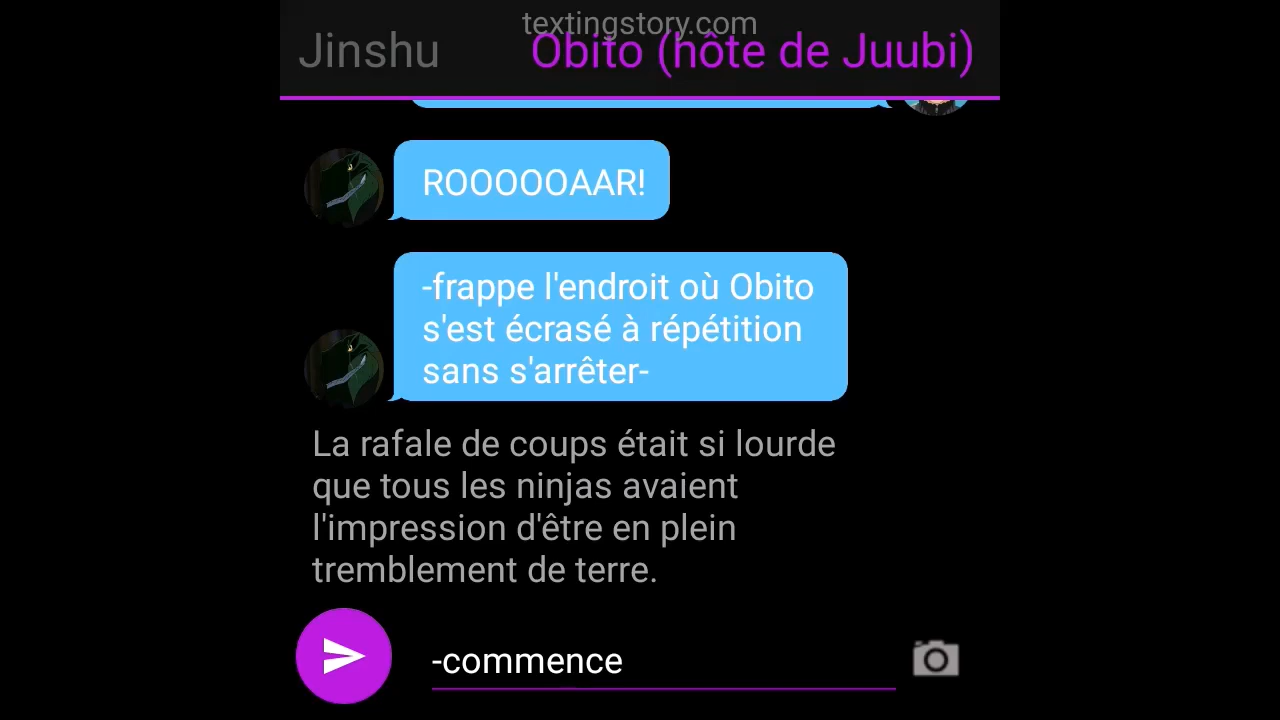 textingstory.com
Jinshu
Obito (hôte de Juubi)
ROOOOOAAR!
-frappe l'endroit où Obito
s'est écrasé à répétition
sans s'arrêter-
La rafale de coups était si lourde
que tous les ninjas avaient
l'impression d'être en plein
tremblement de terre.
-commence